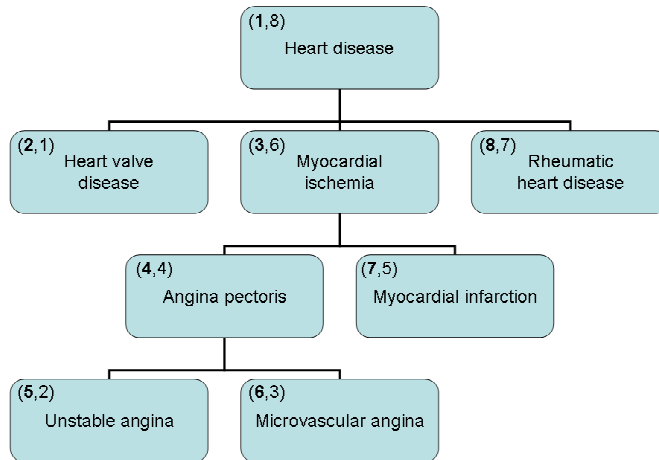 (1,8)
Heart disease
(2,1)
Heart valve
disease
(3,6)
Myocardial
ischemia
(8,7)
Rheumatic
heart disease
(4,4)
Angina pectoris
(7,5)
Myocardial infarction
(5,2)
Unstable angina
(6,3)
Microvascular angina